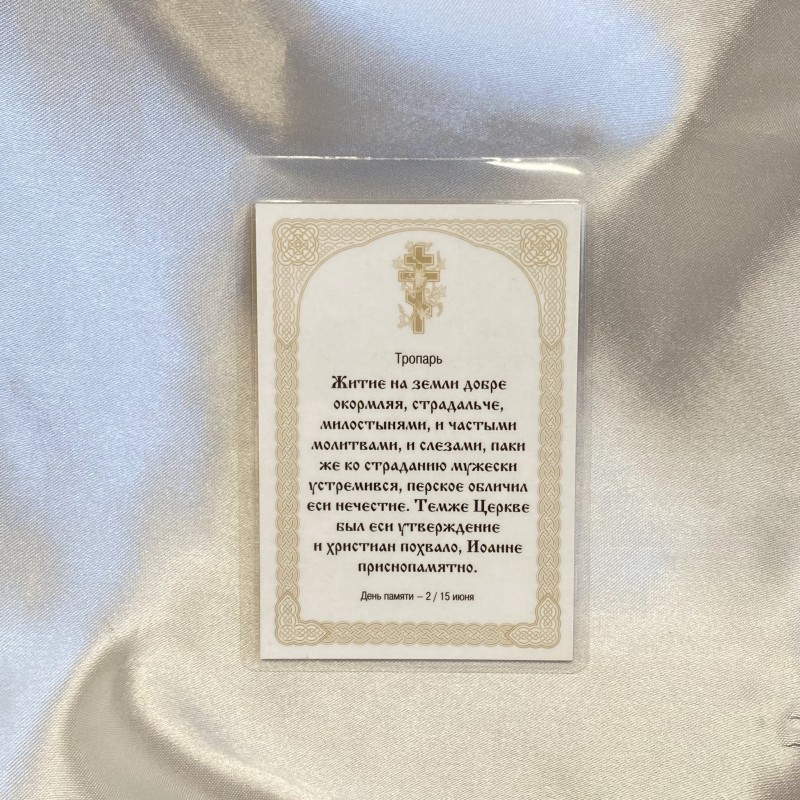 Тропарь
Житие на земли добре
окормляя, страдальче,
милостынями, и частыми
молитвами, и слезами, паки
же ко страданию мужески
устремився, перское обличил
еси нечестие. Темже Церкве
был еси утверждение
и христиан похвало, Иоанне
приснопамятно.
День памяти – 2 / 15 июня